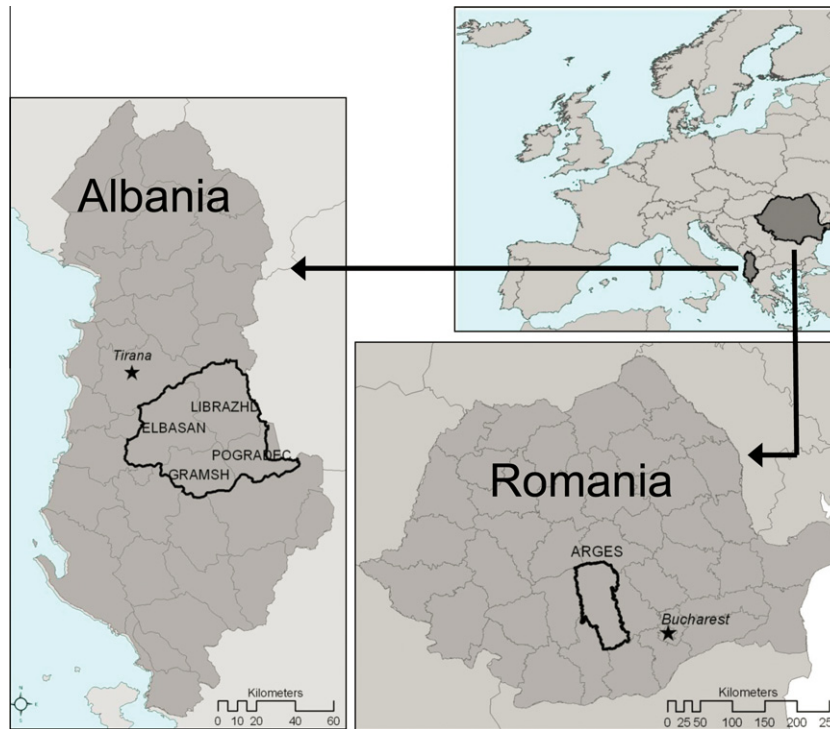 Albania
Tirana
LIBRAZHD
ELBASAN
POGRADEC
GRAMSH
Kilometers
0 10 20 40 60
N
S
Romania
ARGES
Bucharest
Kilometers
0 25 50 100 150 200